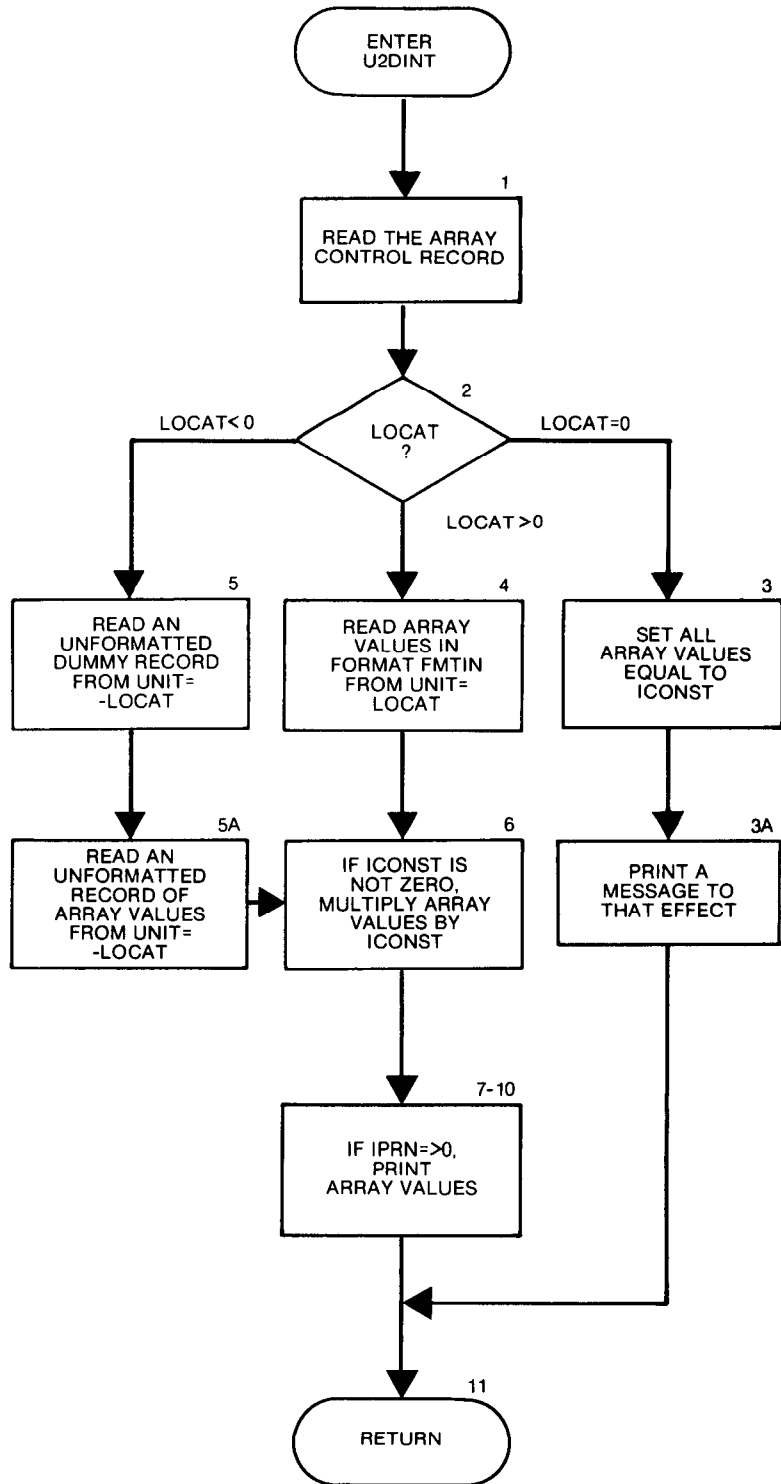 ENTER
U2DINT
1
READ THE ARRAY
CONTROL RECORD
2
LOCAT<0
LOCAT
?
LOCAT=0
LOCAT>0
5
READ AN
UNFORMATTED
DUMMY RECORD
FROM UNIT=
-LOCAT
4
READ ARRAY
VALUES IN
FORMAT FMTIN
FROM UNIT=
LOCAT
3
SET ALL
ARRAY VALUES
EQUAL TO
ICONST
5A
READ AN
UNFORMATTED
RECORD OF
ARRAY VALUES
FROM UNIT=
-LOCAT
6
IF ICONST IS
NOT ZERO,
MULTIPLY ARRAY
VALUES BY
ICONST
3A
PRINT A
MESSAGE TO
THAT EFFECT
7-10
IF IPRN=>0,
PRINT
ARRAY VALUES
11
RETURN